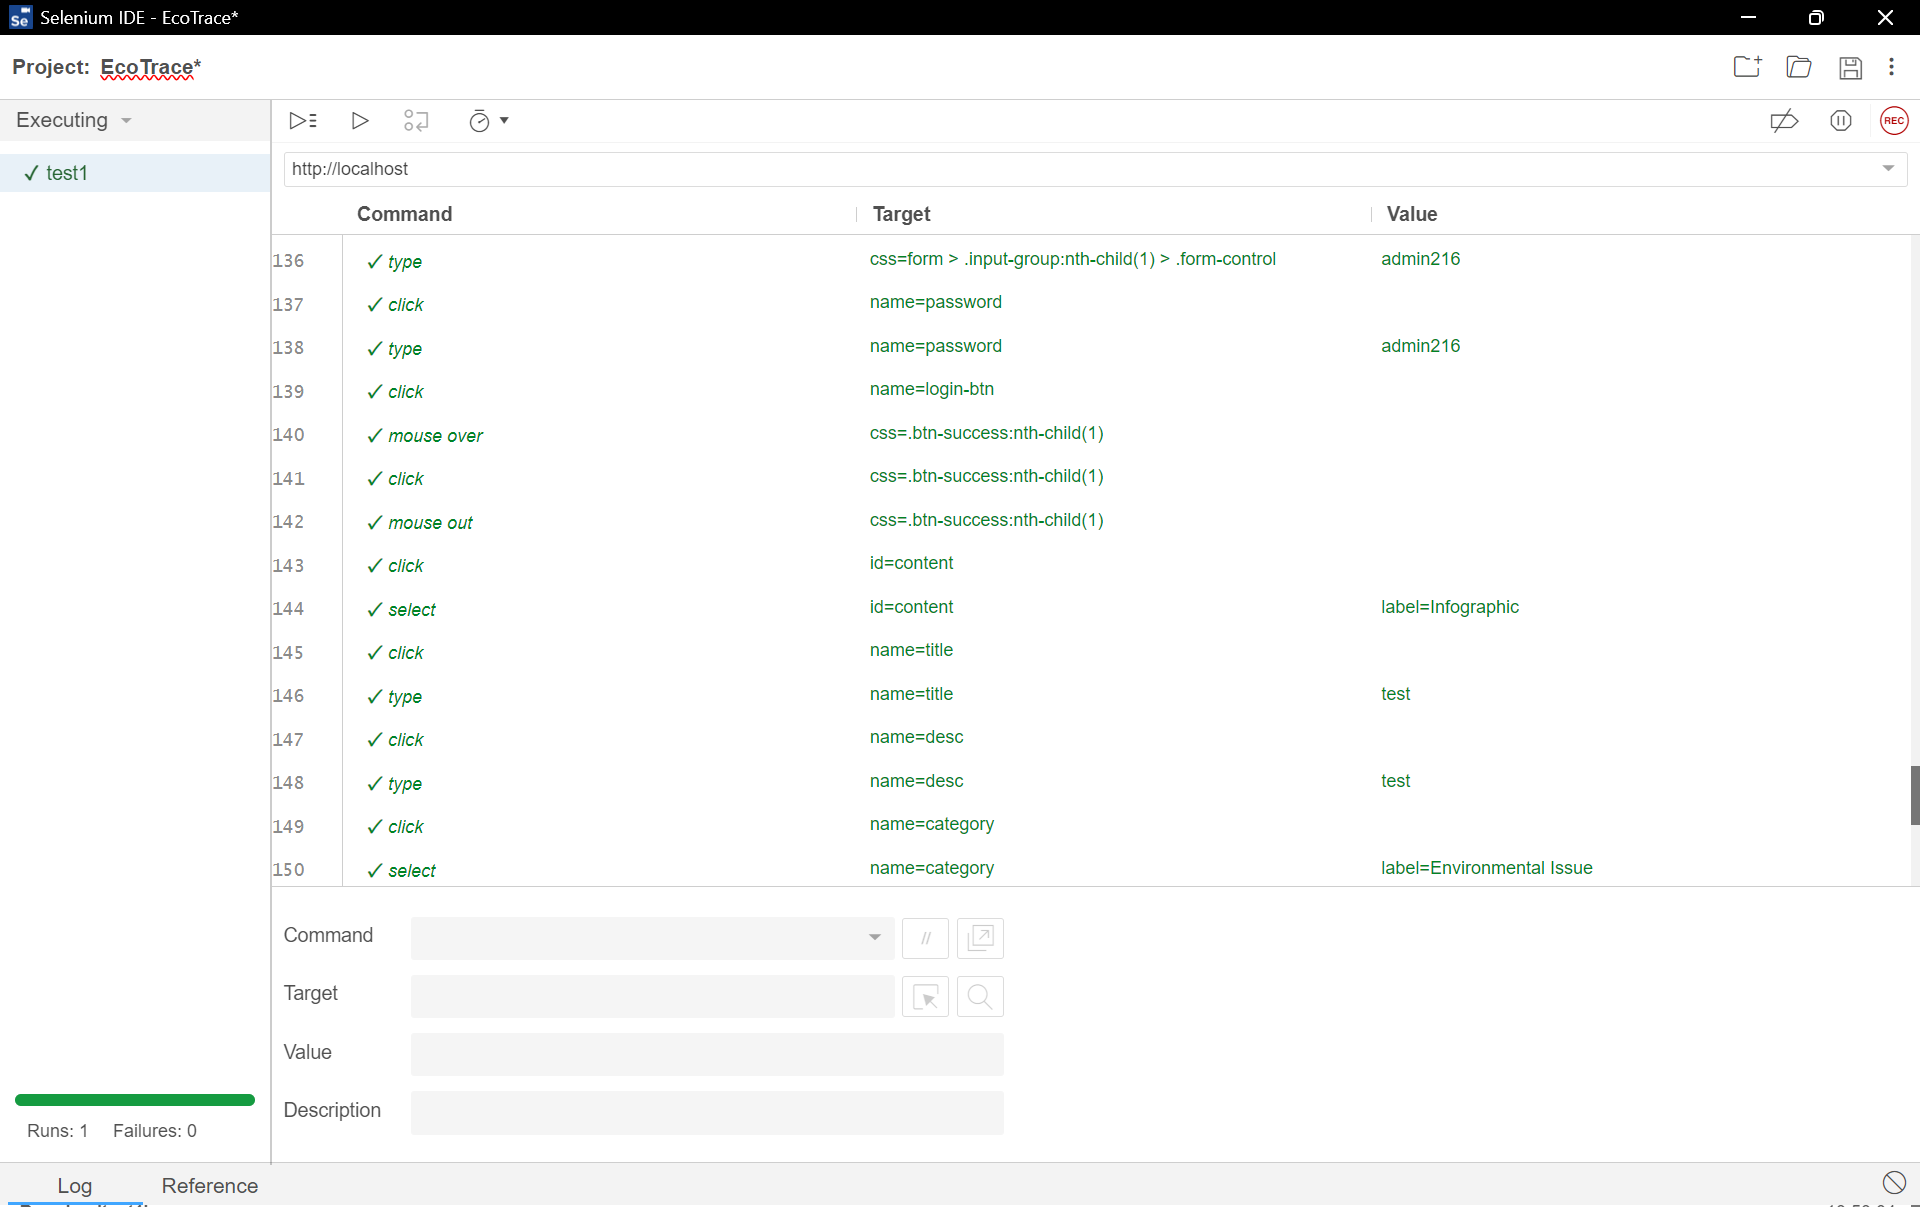 Selenium IDE - EcoTrace*
Project: EcoTrace*
Executing
REC
✓ test1
http://localhost
Command Target Value
136 ✓ type css=form > .input-group:nth-child(1) > .form-control admin216
137 ✓ click name=password
138 ✓ type name=password admin216
139 ✓ click name=login-btn
140 ✓ mouse over css=.btn-success:nth-child(1)
141 ✓ click css=.btn-success:nth-child(1)
142 ✓ mouse out css=.btn-success:nth-child(1)
143 ✓ click id=content
144 ✓ select id=content label=Infographic
145 ✓ click name=title
146 ✓ type name=title test
147 ✓ click name=desc
148 ✓ type name=desc test
149 ✓ click name=category
150 ✓ select name=category label=Environmental Issue
Command //
Target
Value
Description
Runs: 1 Failures: 0
Log Reference